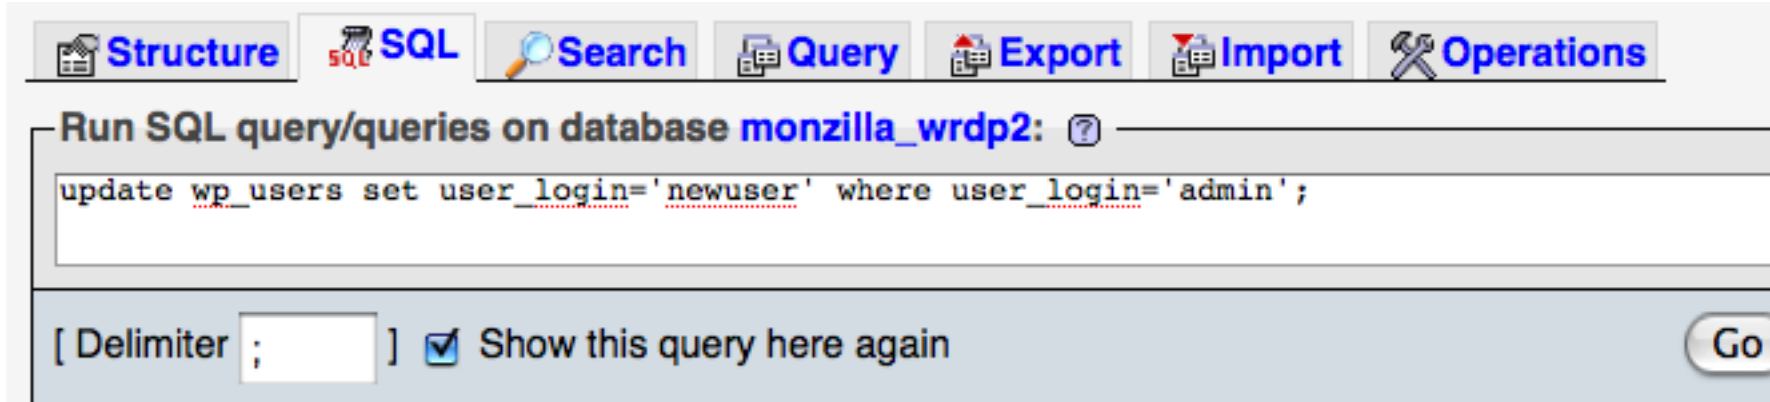 Structure SQL Search Query Export Import Operations
Run SQL query/queries on database monzilla_wrdp2:
update wp_users set user_login='newuser' where user_login='admin';
[ Delimiter ; ] Show this query here again Go